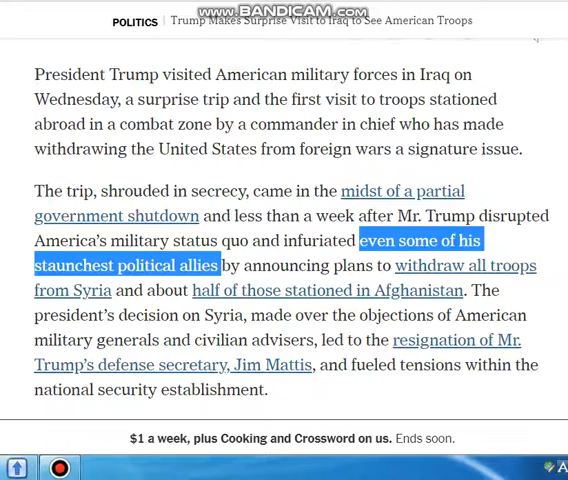 www.BANDICAM.com
POLITICS | Trump Makes Surprise Visit to Iraq to See American Troops
President Trump visited American military forces in Iraq on
Wednesday, a surprise trip and the first visit to troops stationed
abroad in a combat zone by a commander in chief who has made
withdrawing the United States from foreign wars a signature issue.
The trip, shrouded in secrecy, came in the midst of a partial
government shutdown and less than a week after Mr. Trump disrupted
America’s military status quo and infuriated even some of his
staunchest political allies by announcing plans to withdraw all troops
from Syria and about half of those stationed in Afghanistan. The
president’s decision on Syria, made over the objections of American
military generals and civilian advisers, led to the resignation of Mr.
Trump’s defense secretary, Jim Mattis, and fueled tensions within the
national security establishment.
$1 a week, plus Cooking and Crossword on us. Ends soon.
A